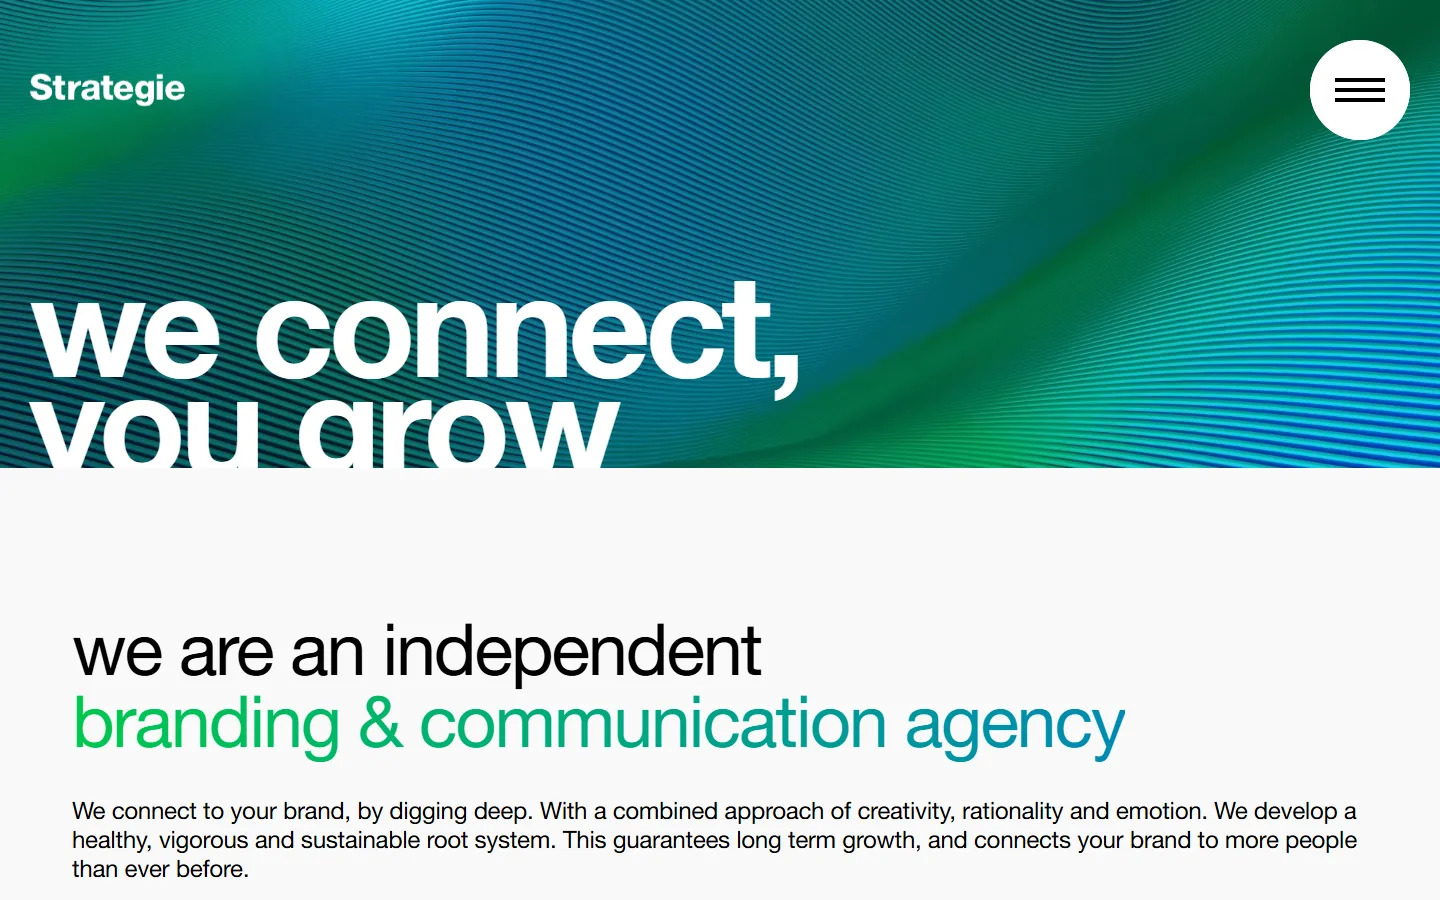 Strategie
we connect,
you grow
we are an independent
branding & communication agency
We connect to your brand, by digging deep. With a combined approach of creativity, rationality and emotion. We develop a
healthy, vigorous and sustainable root system. This guarantees long term growth, and connects your brand to more people
than ever before.